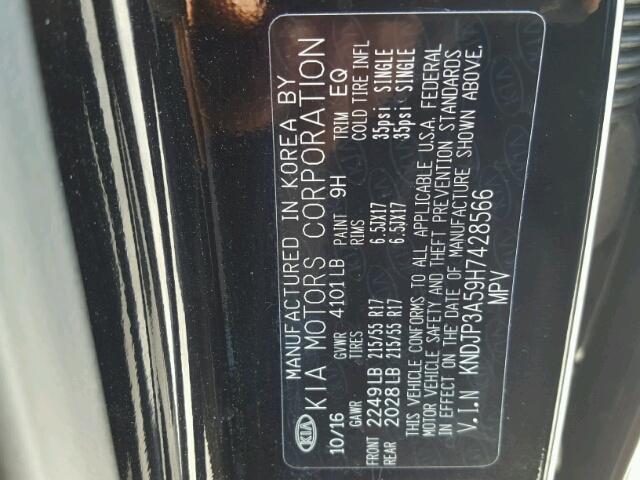 KIA MANUFACTURED IN KOREA BY
KIA MOTORS CORPORATION
10/16 GVWR 4101LB PAINT 9H TRIM EQ
GAWR TIRES RIMS COLD TIRE INFL
FRONT 2249LB 215/55 R17 6.5JX17 35psi SINGLE
REAR 2028LB 215/55 R17 6.5JX17 35psi SINGLE
THIS VEHICLE CONFORMS TO ALL APPLICABLE U.S.A. FEDERAL
MOTOR VEHICLE SAFETY AND THEFT PREVENTION STANDARDS
IN EFFECT ON THE DATE OF MANUFACTURE SHOWN ABOVE.
V.I.N KNDJP3A59H7428566
MPV